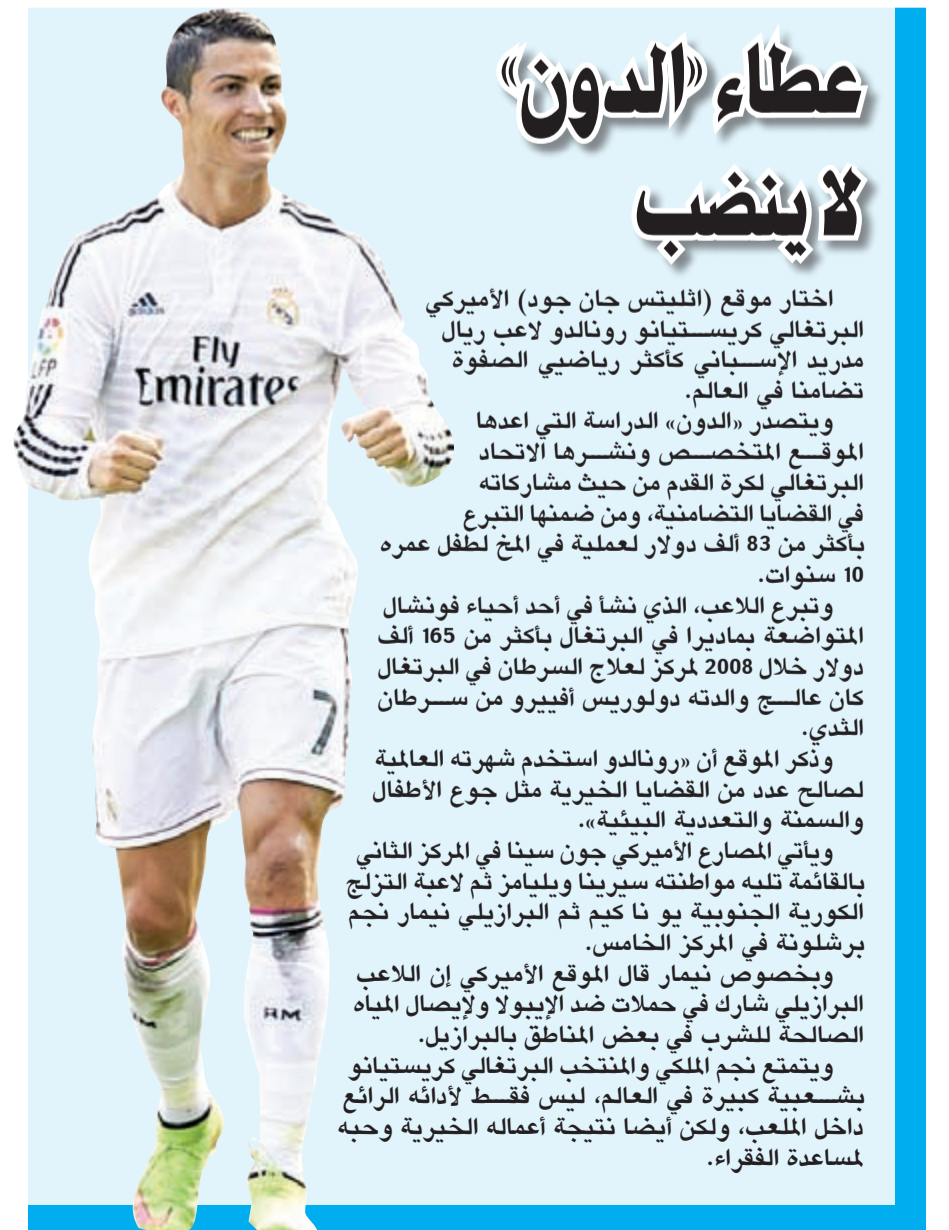 عطاء «الدون»
لا ينضب
اختار موقع (اثليتس جان جود) الأميركي
البرتغالي كريستيانو رونالدو لاعب ريال
مدريد الإسباني كأكثر رياضيي الصفوة
تضامنا في العالم.
ويتصدر «الدون» الدراسة التي اعدها
الموقع المتخصص ونشرها الاتحاد
البرتغالي لكرة القدم من حيث مشاركاته
في القضايا التضامنية، ومن ضمنها التبرع
بأكثر من 83 ألف دولار لعملية في المخ لطفل عمره
10 سنوات.
وتبرع اللاعب، الذي نشأ في أحد أحياء فونشال
المتواضعة بماديرا في البرتغال بأكثر من 165 ألف
دولار خلال 2008 لمركز لعلاج السرطان في البرتغال
كان عالج والدته دولوريس أفييرو من سرطان
الثدي.
وذكر الموقع أن «رونالدو استخدم شهرته العالمية
لصالح عدد من القضايا الخيرية مثل جوع الأطفال
والسمنة والتعددية البيئية».
ويأتي المصارع الأميركي جون سينا في المركز الثاني
بالقائمة تليه مواطنته سيرينا ويليامز ثم لاعبة التزلج
الكورية الجنوبية يو نا كيم ثم البرازيلي نيمار نجم
برشلونة في المركز الخامس.
وبخصوص نيمار قال الموقع الأميركي إن اللاعب
البرازيلي شارك في حملات ضد الإيبولا ولإيصال المياه
الصالحة للشرب في بعض المناطق بالبرازيل.
ويتمتع نجم الملكي والمنتخب البرتغالي كريستيانو
بشعبية كبيرة في العالم، ليس فقط لأدائه الرائع
داخل الملعب، ولكن أيضا نتيجة أعماله الخيرية وحبه
لمساعدة الفقراء.
adidas
Fly
Emirates
LFP
7
RM